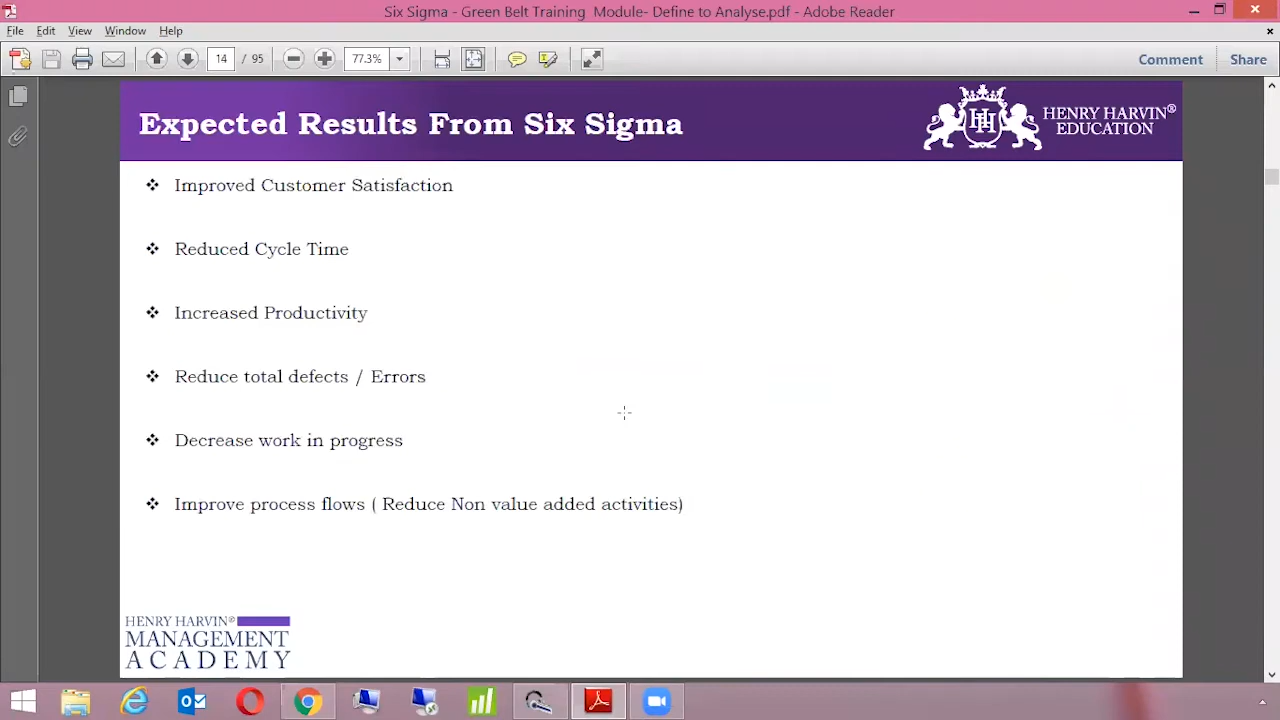 Six Sigma - Green Belt Training Module- Define to Analyse.pdf - Adobe Reader
File Edit View Window Help
14 / 95 77.3% Comment Share
Expected Results From Six Sigma
HENRY HARVIN®
EDUCATION
Improved Customer Satisfaction
Reduced Cycle Time
Increased Productivity
Reduce total defects / Errors
Decrease work in progress
Improve process flows ( Reduce Non value added activities)
HENRY HARVIN®
MANAGEMENT
ACADEMY